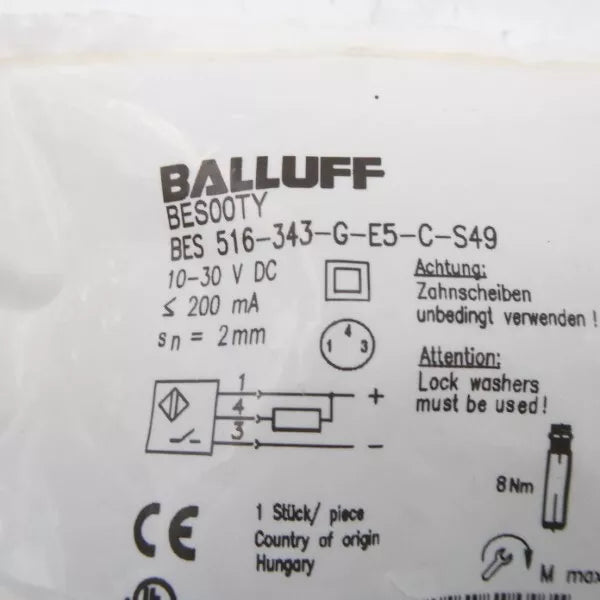 BALLUFF
BES00TY
BES 516-343-G-E5-C-S49
10-30 V DC
≤ 200 mA
sn = 2mm
4
1 3
Achtung:
Zahnscheiben
unbedingt verwenden!
Attention:
Lock washers
must be used!
1
+
4
3
-
8 Nm
CE
1 Stück/ piece
Country of origin
Hungary
M max